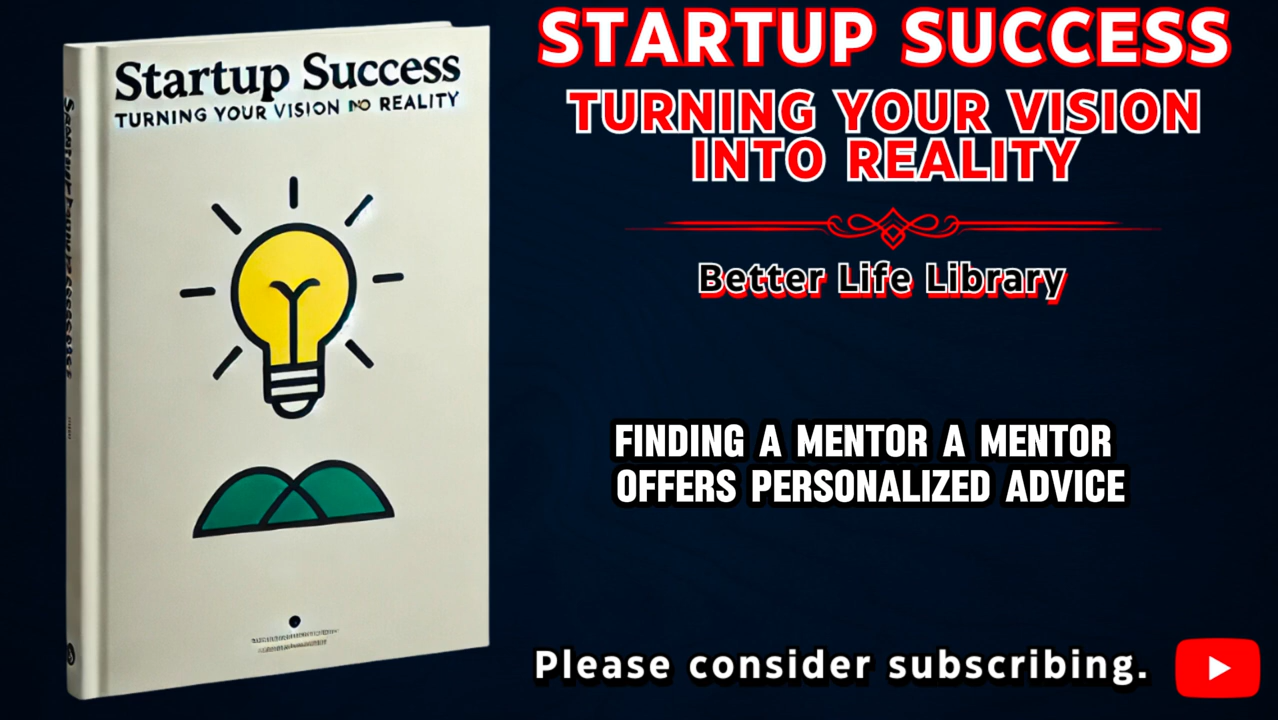 Startup Success
TURNING YOUR VISION NO REALITY
STARTUP SUCCESS
TURNING YOUR VISION
INTO REALITY
Better Life Library
FINDING A MENTOR A MENTOR
OFFERS PERSONALIZED ADVICE
Please consider subscribing.